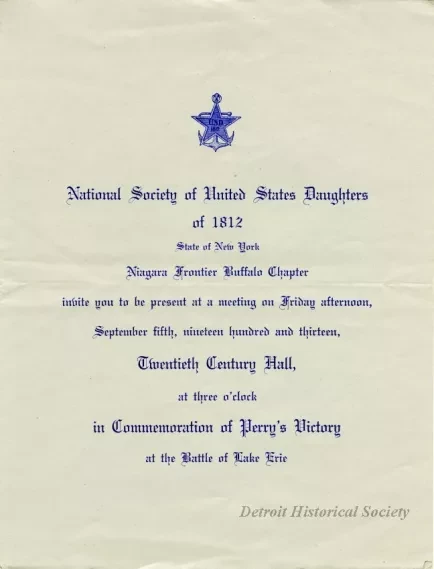 U.S.D.
1812
National Society of United States Daughters
of 1812
State of New York
Niagara Frontier Buffalo Chapter
invite you to be present at a meeting on Friday afternoon,
September fifth, nineteen hundred and thirteen,
Twentieth Century Hall,
at three o'clock
in Commemoration of Perry's Victory
at the Battle of Lake Erie
Detroit Historical Society